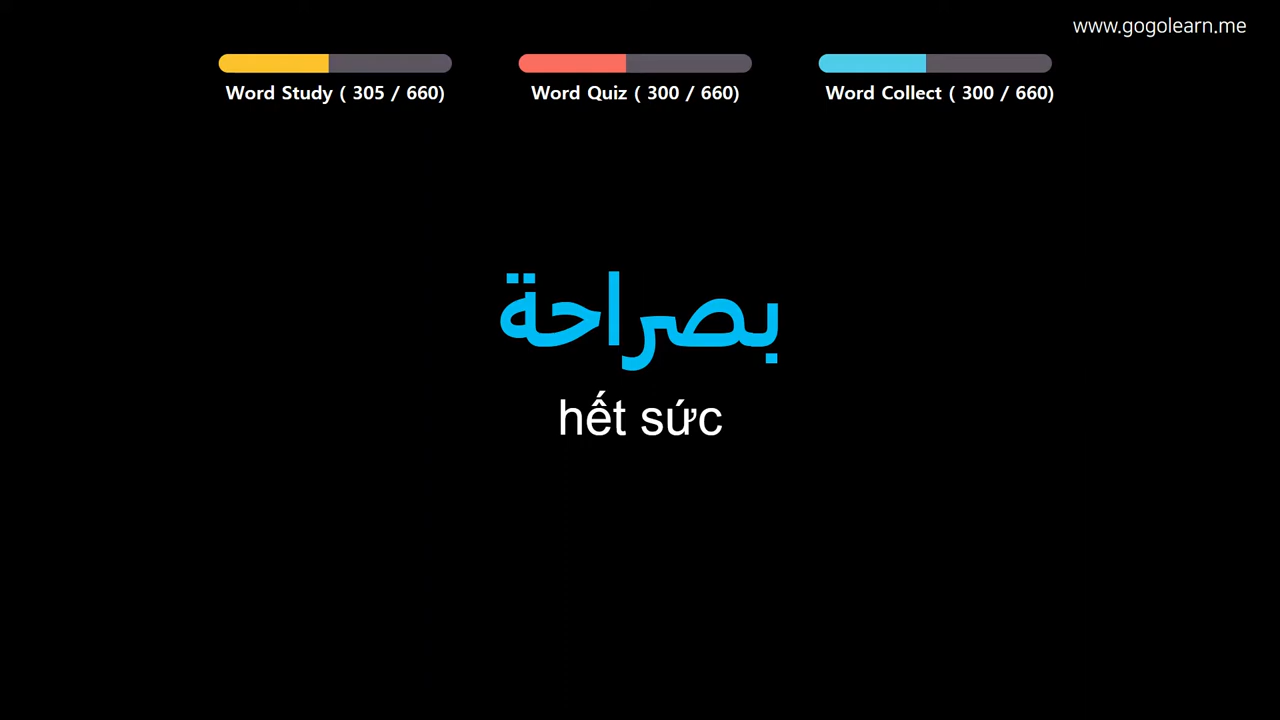 www.gogolearn.me
Word Study ( 305 / 660)
Word Quiz ( 300 / 660)
Word Collect ( 300 / 660)
بصراحة
hết sức